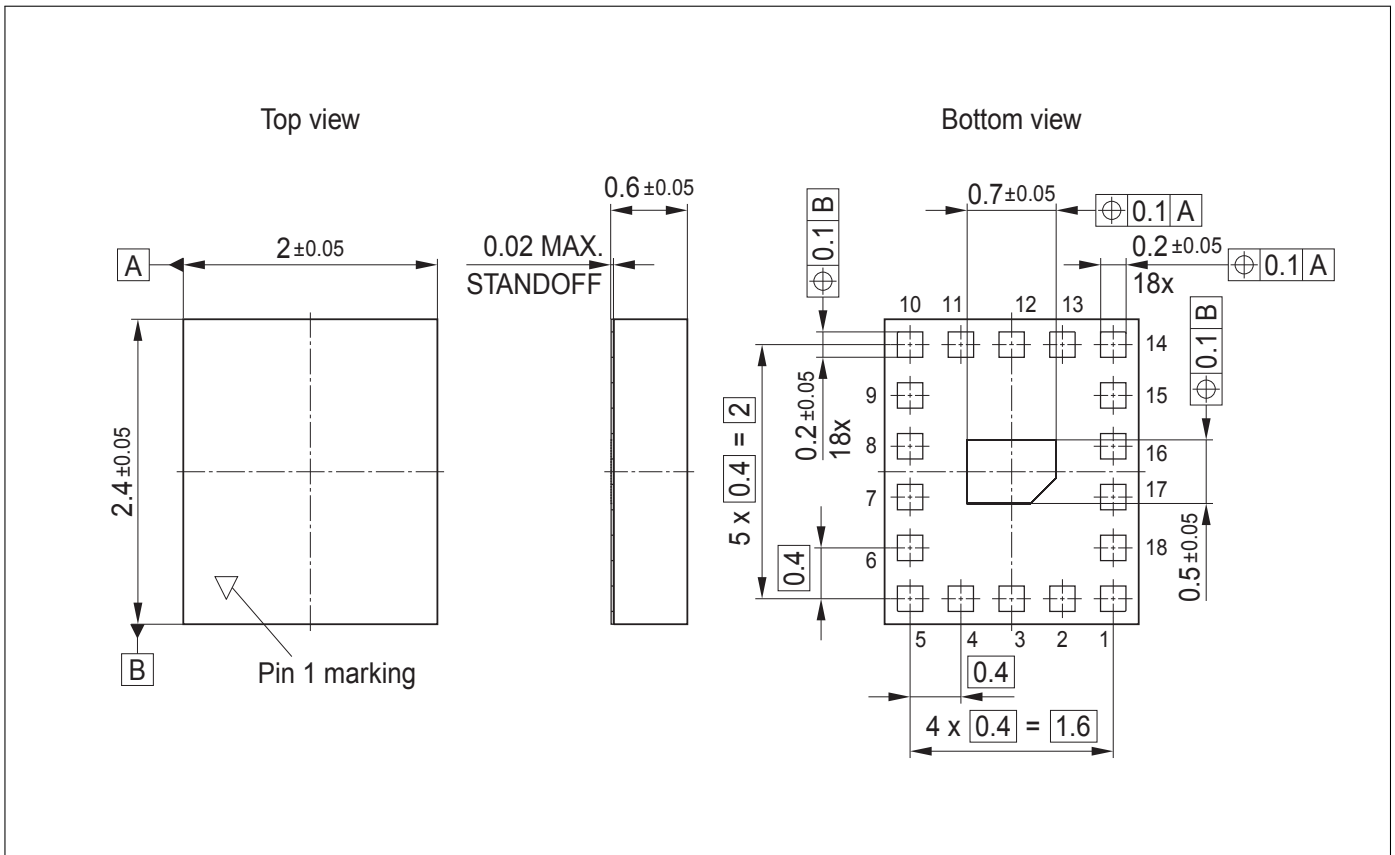 Top view
Bottom view
0.6 ±0.05
0.7±0.05
⌖ 0.1 A
⌖ 0.1 B
A
2 ±0.05
0.02 MAX.
STANDOFF
0.2 ±0.05
18x
⌖ 0.1 A
10
11
12
13
14
⌖ 0.1 B
9
15
0.2±0.05
18x
8
16
2.4 ±0.05
5 x 0.4 = 2
7
17
0.4
6
18
0.5±0.05
B
Pin 1 marking
5
4
3
2
1
0.4
4 x 0.4 = 1.6